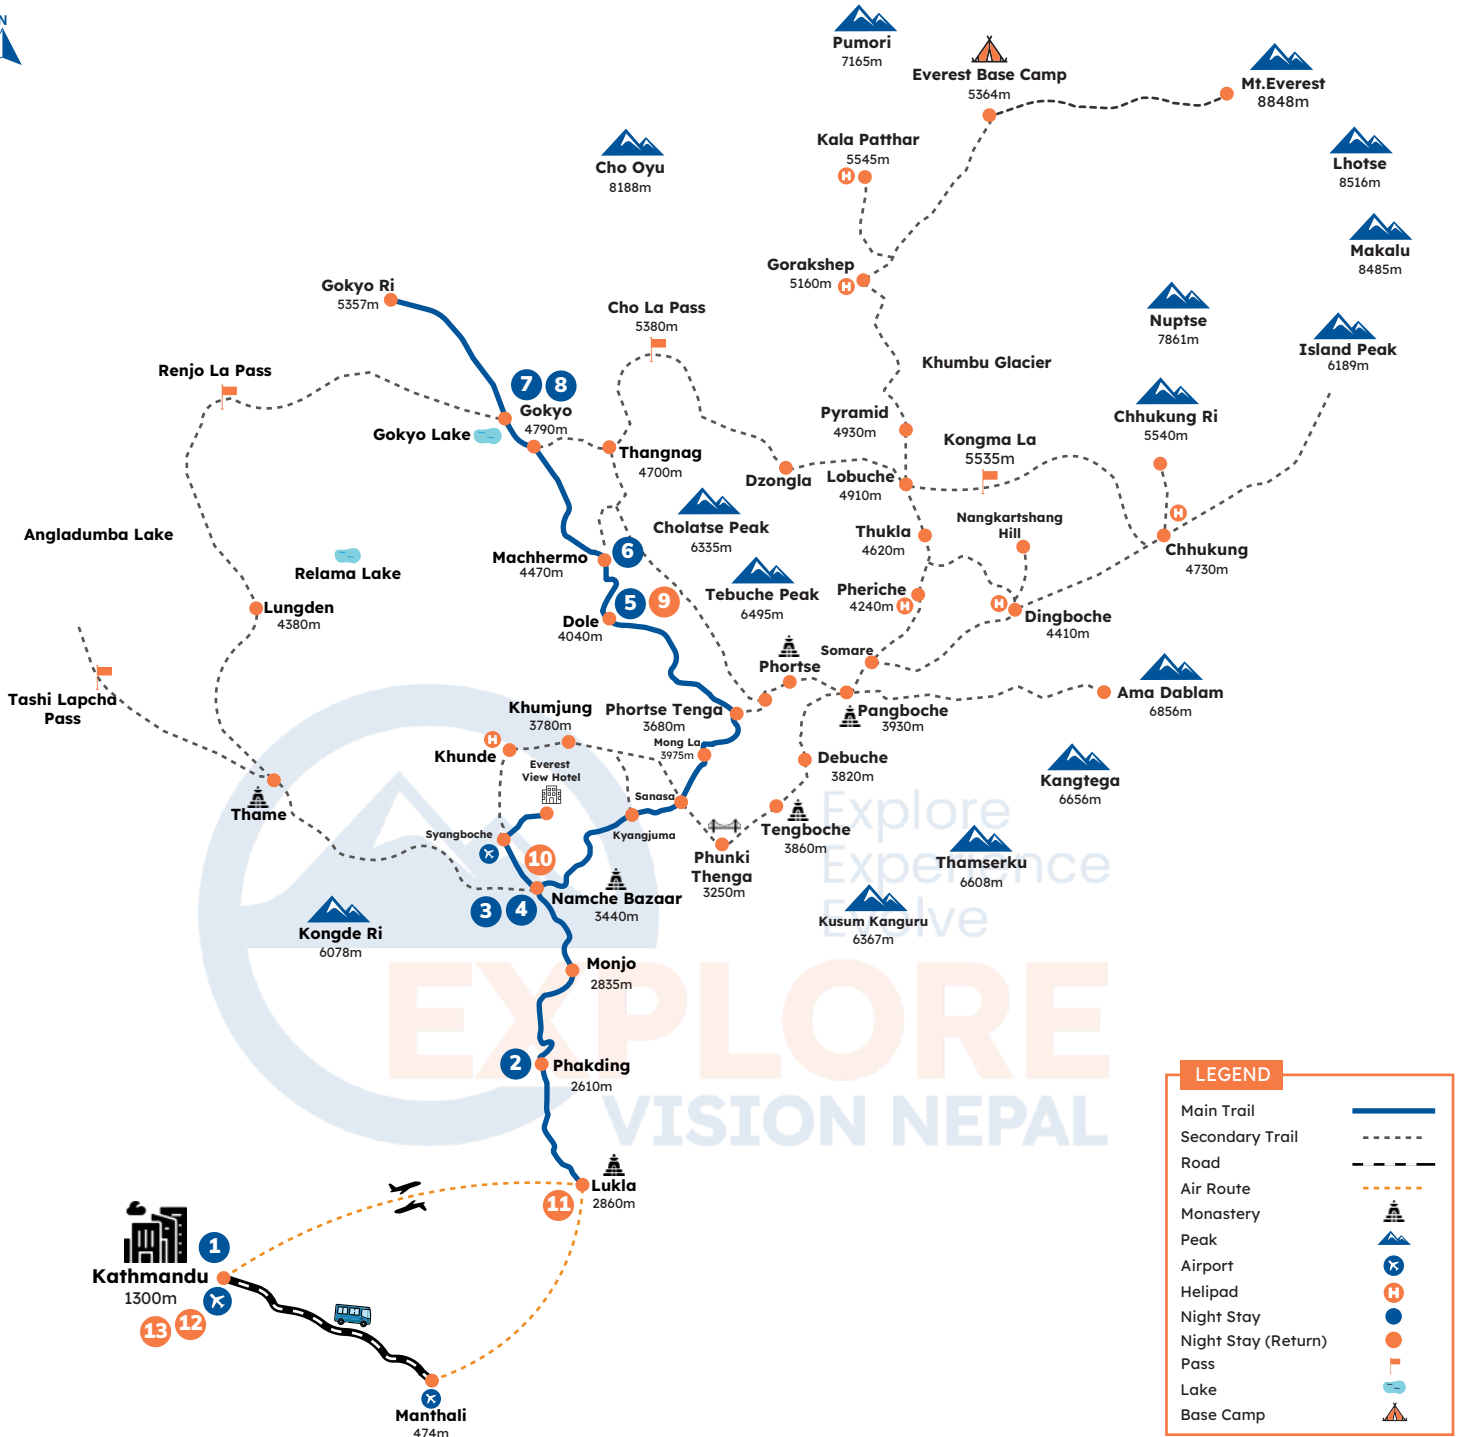 N
Pumori
7165m
Everest Base Camp
5364m
Mt.Everest
8848m
Kala Patthar
5545m
H
Cho Oyu
8188m
Lhotse
8516m
Makalu
8485m
Gorakshep
5160m
H
Gokyo Ri
5357m
Cho La Pass
5380m
Nuptse
7861m
Island Peak
6189m
Khumbu Glacier
Renjo La Pass
7
8
Gokyo
4790m
Gokyo Lake
Chhukung Ri
5540m
Pyramid
4930m
Kongma La
5535m
Thangnag
4700m
Dzongla
Lobuche
4910m
Cholatse Peak
6335m
Nangkartshang
Hill
H
Thukla
4620m
Chhukung
4730m
Angladumba Lake
Relama Lake
Machhermo
4470m
6
Tebuche Peak
6495m
Pheriche
4240m
H
H
Dingboche
4410m
5
9
Lungden
4380m
Dole
4040m
Somare
Phortse
Tashi Lapcha
Pass
Ama Dablam
6856m
Khumjung
3780m
Phortse Tenga
3680m
Pangboche
3930m
H
Khunde
Mong La
3975m
Everest
View Hotel
Debuche
3820m
Kangtega
6656m
Thame
Sanasa
Syangboche
Kyangjuma
Tengboche
3860m
Explore
Experience
Evolve
10
Phunki
Thenga
3250m
Thamserku
6608m
3
4
Namche Bazaar
3440m
Kusum Kanguru
6367m
Kongde Ri
6078m
Monjo
2835m
EXPLORE
VISION NEPAL
2
Phakding
2610m
Lukla
2860m
11
1
Kathmandu
1300m
13
12
Manthali
474m
LEGEND
Main Trail
Secondary Trail
Road
Air Route
Monastery
Peak
Airport
Helipad
H
Night Stay
Night Stay (Return)
Pass
Lake
Base Camp